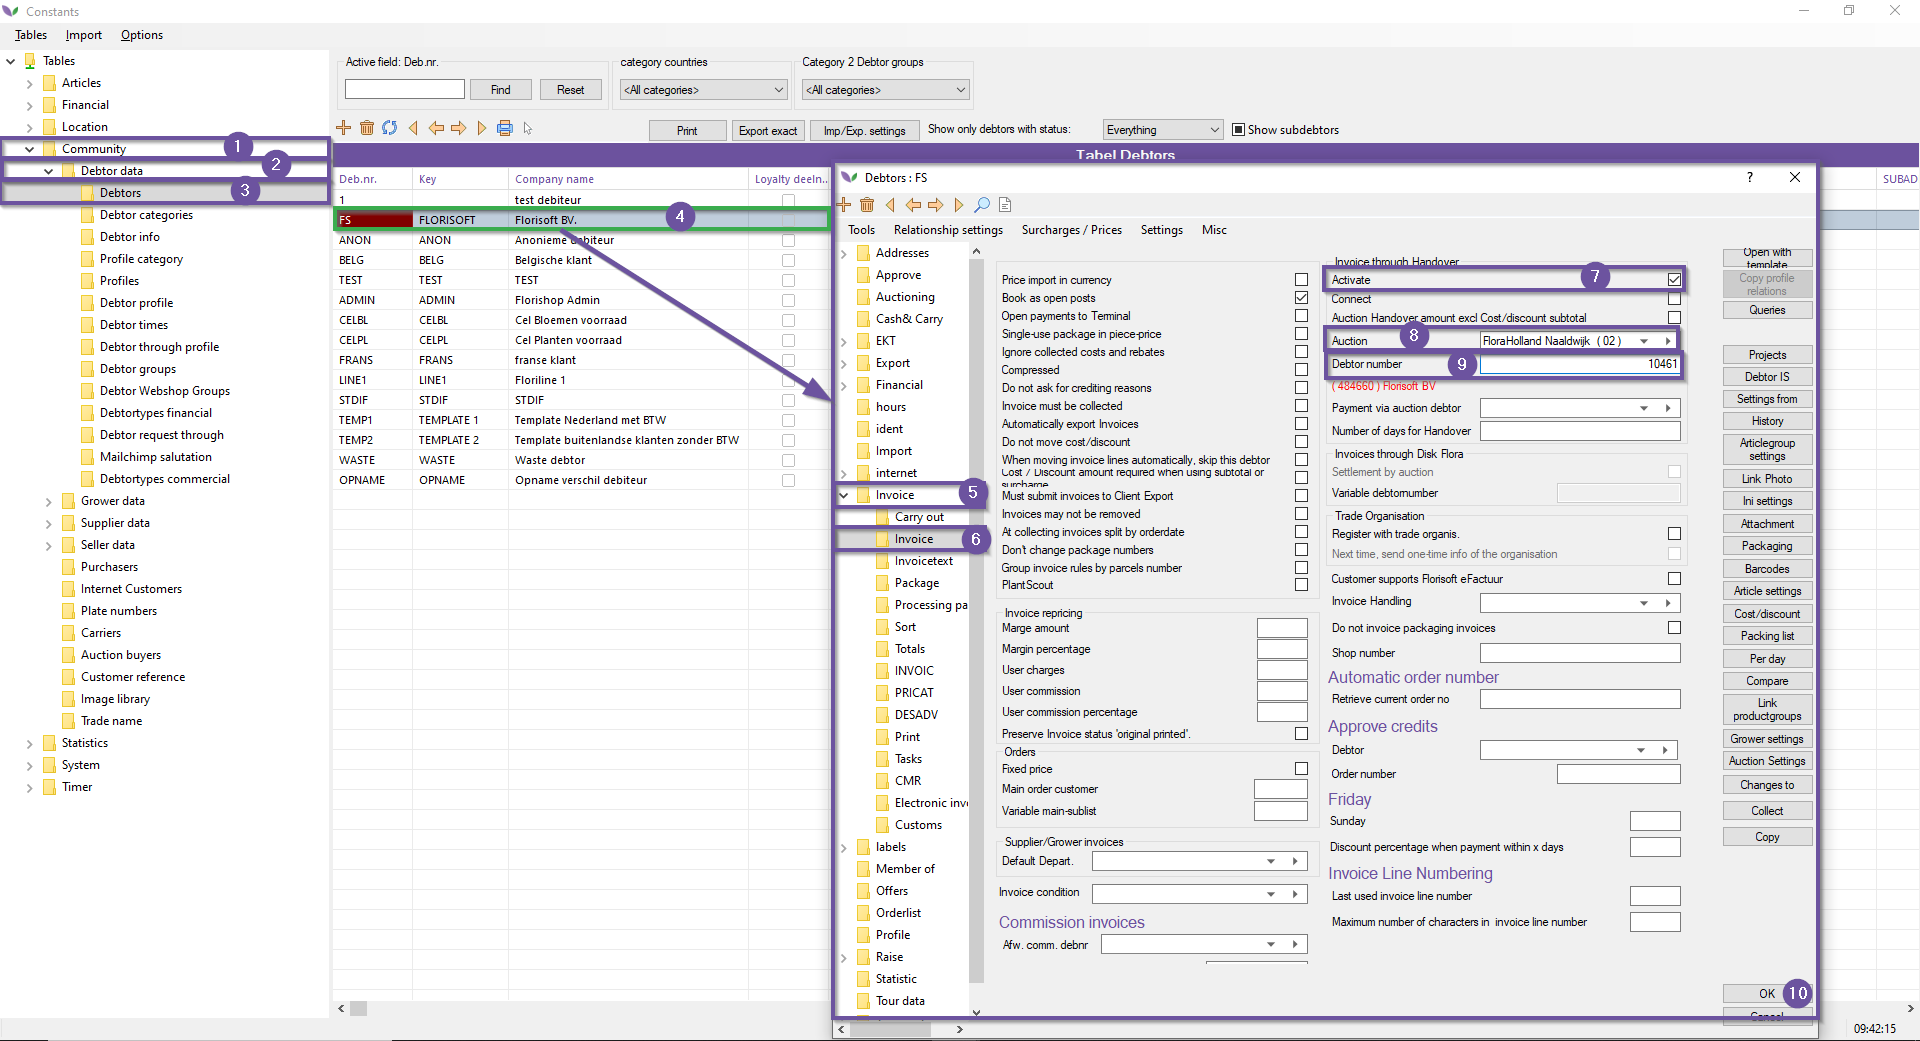 Constants
Tables Import Options
Tables
Articles
Financial
Location
Community 1
Debtor data 2
Debtors 3
Debtor categories
Debtor info
Profile category
Profiles
Debtor profile
Debtor times
Debtor through profile
Debtor groups
Debtor Webshop Groups
Debtortypes financial
Debtor request through
Mailchimp salutation
Debtortypes commercial
Grower data
Supplier data
Seller data
Purchasers
Internet Customers
Plate numbers
Carriers
Auction buyers
Customer reference
Image library
Trade name
Statistics
System
Timer
Active field: Deb.nr.
Find Reset
category countries
<All categories>
Category 2 Debtor groups
<All categories>
Print Export exact Imp/Exp. settings Show only debtors with status: Everything Show subdebtors
Tabel Debtors
Deb.nr. Key Company name Loyalty deeln.. SUBAD
1 test debiteur
FS FLORISOFT Florisoft BV. 4
ANON ANON Anonieme debiteur
BELG BELG Belgische klant
TEST TEST TEST
ADMIN ADMIN Florishop Admin
CELBL CELBL Cel Bloemen voorraad
CELPL CELPL Cel Planten voorraad
FRANS FRANS franse klant
LINE1 LINE1 Floriline 1
STDIF STDIF STDIF
TEMP1 TEMPLATE 1 Template Nederland met BTW
TEMP2 TEMPLATE 2 Template buitenlandse klanten zonder BTW
WASTE WASTE Waste debtor
OPNAME OPNAME Opname verschil debiteur
Debtors : FS ?
Tools Relationship settings Surcharges / Prices Settings Misc
Addresses
Approve
Auctioning
Cash& Carry
EKT
Export
Financial
hours
ident
Import
internet
Invoice 5
Carry out
Invoice 6
Invoicetext
Package
Processing pa
Sort
Totals
INVOIC
PRICAT
DESADV
Print
Tasks
CMR
Electronic inv
Customs
labels
Member of
Offers
Orderlist
Profile
Raise
Statistic
Tour data
Price import in currency
Book as open posts
Open payments to Terminal
Single-use package in piece-price
Ignore collected costs and rebates
Compressed
Do not ask for crediting reasons
Invoice must be collected
Automatically export Invoices
Do not move cost/discount
When moving invoice lines automatically, skip this debtor
Cost / Discount amount required when using subtotal or
surcharge
Must submit invoices to Client Export
Invoices may not be removed
At collecting invoices split by orderdate
Don't change package numbers
Group invoice rules by parcels number
PlantScout
Invoice repricing
Marge amount
Margin percentage
User charges
User commission
User commission percentage
Preserve Invoice status 'original printed'.
Orders
Fixed price
Main order customer
Variable main-sublist
Supplier/Grower invoices
Default Depart.
Invoice condition
Commission invoices
Afw. comm. debnr
Invoice through Handover
Activate 7
Connect
Auction Handover amount excl Cost/discount subtotal
Auction 8 FloraHolland Naaldwijk ( 02 )
Debtor number 9 10461
( 484660 ) Florisoft BV
Payment via auction debtor
Number of days for Handover
Invoices through Disk Flora
Settlement by auction
Variable debtornumber
Trade Organisation
Register with trade organis.
Next time, send one-time info of the organisation
Customer supports Florisoft eFactuur
Invoice Handling
Do not invoice packaging invoices
Shop number
Automatic order number
Retrieve current order no
Approve credits
Debtor
Order number
Friday
Sunday
Discount percentage when payment within x days
Invoice Line Numbering
Last used invoice line number
Maximum number of characters in invoice line number
Open with
template
Copy profile
relations
Queries
Projects
Debtor IS
Settings from
History
Articlegroup
settings
Link Photo
Ini settings
Attachment
Packaging
Barcodes
Article settings
Cost/discount
Packing list
Per day
Compare
Link
productgroups
Grower settings
Auction Settings
Changes to
Collect
Copy
OK 10
Cancel
09:42:15